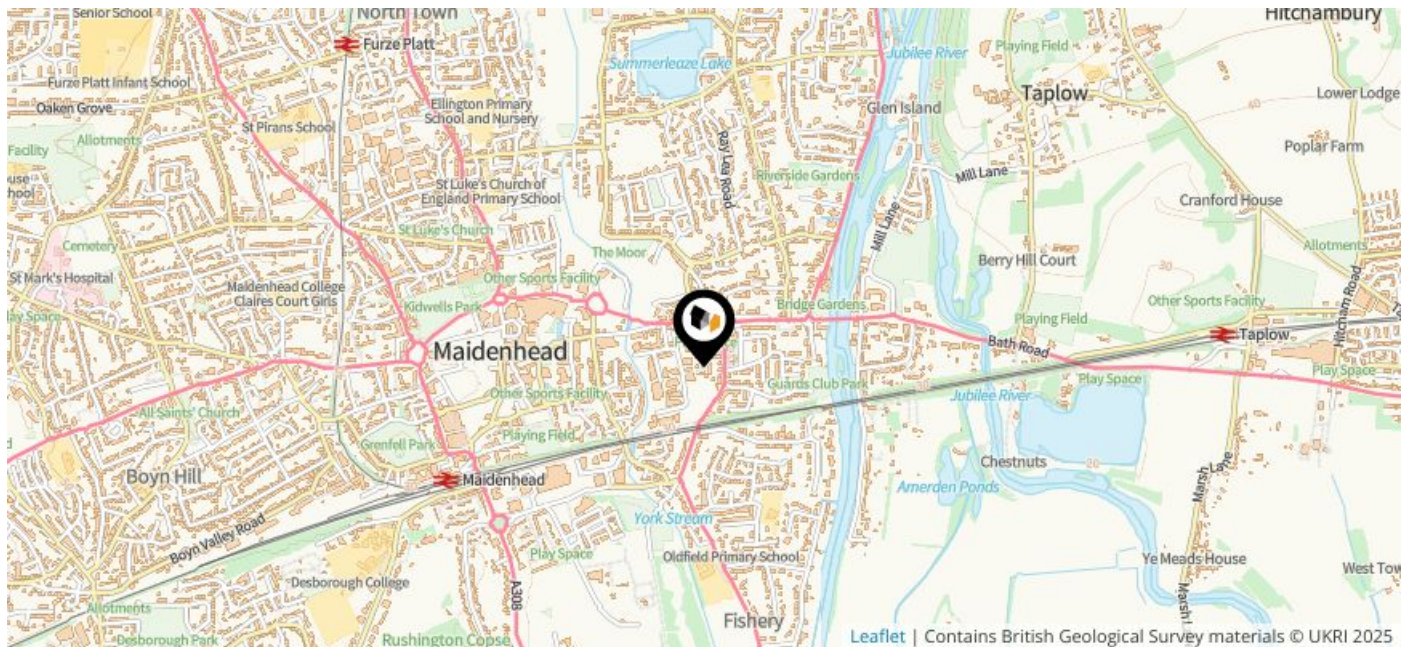 Senior School
North Town
Furze Platt
Furze Platt Infant School
Oaken Grove
St Pirans School
Allotments
Facility
Ellington Primary
School and Nursery
Summerleaze Lake
Ray Lea Road
Jubilee River
Glen Island
Playing Field
Taplow
Hitchambury
Lower Lodge
Poplar Farm
Mill Lane
Cranford House
Riverside Gardens
St Luke's Church of
England Primary School
St Luke's Church
Cemetery
St Mark's Hospital
Maidenhead College
Claires Court Girls
Kidwells Park
Other Sports Facility
The Moor
Mill Lane
Berry Hill Court
Allotments
Hitcham Road
Other Sports Facility
Bridge Gardens
Playing Field
Bath Road
Taplow
Maidenhead
Play Space
Play Space
Guards Club Park
Jubilee River
Other Sports Facility
All Saints' Church
Playing Field
Grenfell Park
Boyn Hill
Maidenhead
Chestnuts
Marsh Lane
Amerden Ponds
York Stream
Boyn Valley Road
Play Space
Oldfield Primary School
Ye Meads House
Desborough College
A308
Allotments
Desborough Park
Rushington Copse
Fishery
Leaflet | Contains British Geological Survey materials © UKRI 2025